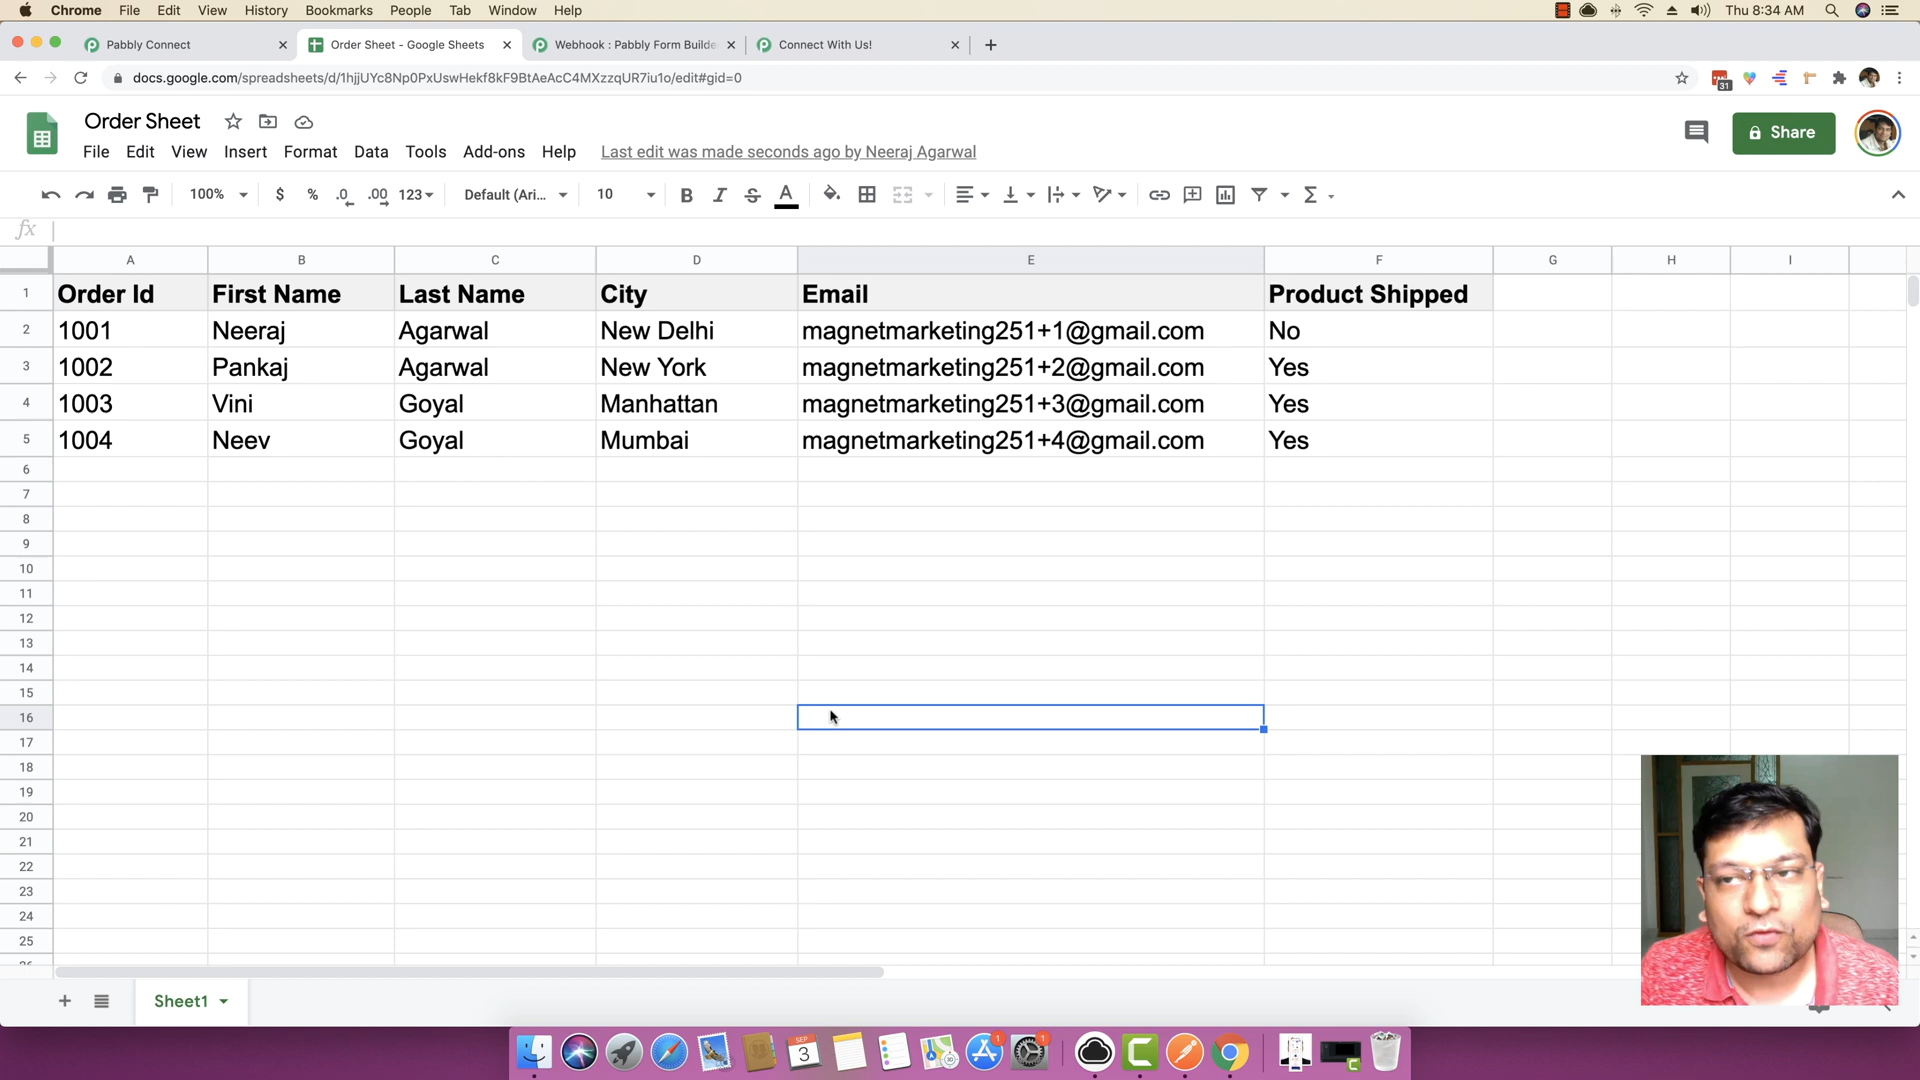 Chrome File Edit View History Bookmarks People Tab Window Help Thu 8:34 AM
Pabbly Connect Order Sheet - Google Sheets Webhook : Pabbly Form Builde Connect With Us!
docs.google.com/spreadsheets/d/1hjjUYc8Np0PxUswHekf8kF9BtAeAcC4MXzzqUR7iu1o/edit#gid=0 31
Order Sheet
File Edit View Insert Format Data Tools Add-ons Help Last edit was made seconds ago by Neeraj Agarwal Share
100% $ % .0 .00 123 Default (Ari... 10 B I S A Σ
fx
A B C D E F G H I
1 Order Id First Name Last Name City Email Product Shipped
2 1001 Neeraj Agarwal New Delhi magnetmarketing251+1@gmail.com No
3 1002 Pankaj Agarwal New York magnetmarketing251+2@gmail.com Yes
4 1003 Vini Goyal Manhattan magnetmarketing251+3@gmail.com Yes
5 1004 Neev Goyal Mumbai magnetmarketing251+4@gmail.com Yes
6
7
8
9
10
11
12
13
14
15
16
17
18
19
20
21
22
23
24
25
Sheet1
SEP 3 1 1